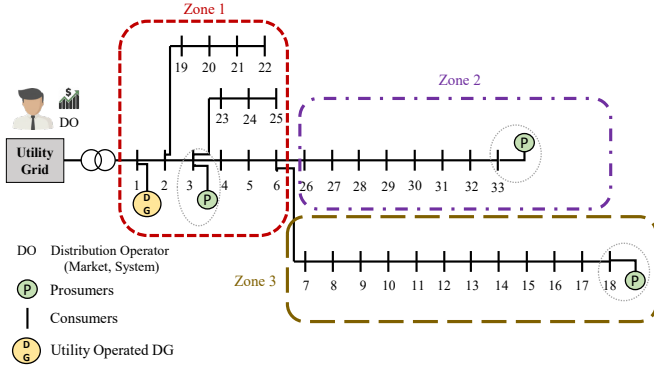 Zone 1
19 20 21 22
Zone 2
$
DO
23 24 25
P
Utility
Grid
1 2 3 4 5 6 26 27 28 29 30 31 32 33
D
G
P
DO Distribution Operator
(Market, System)
Zone 3
P
7 8 9 10 11 12 13 14 15 16 17 18
P Prosumers
Consumers
D
G
Utility Operated DG